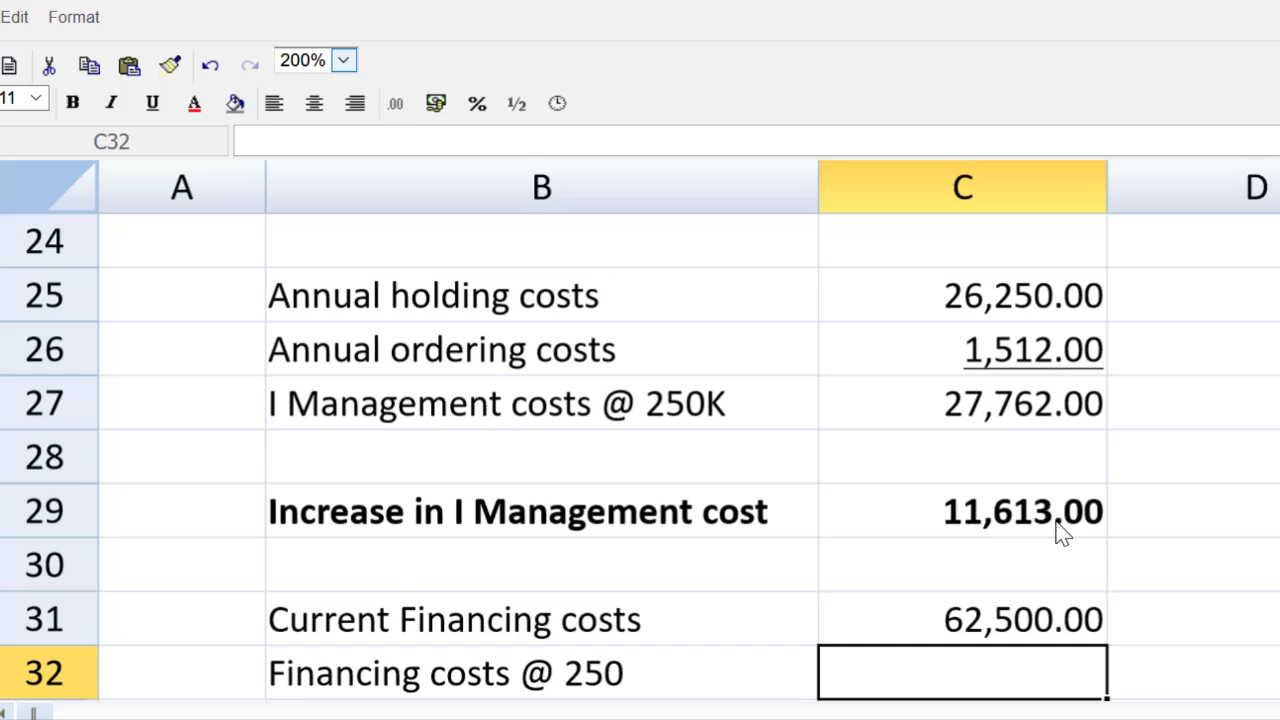 Edit Format
200%
11 B I U A .00 % ½
C32
A B C D
24
25 Annual holding costs 26,250.00
26 Annual ordering costs 1,512.00
27 I Management costs @ 250K 27,762.00
28
29 Increase in I Management cost 11,613.00
30
31 Current Financing costs 62,500.00
32 Financing costs @ 250